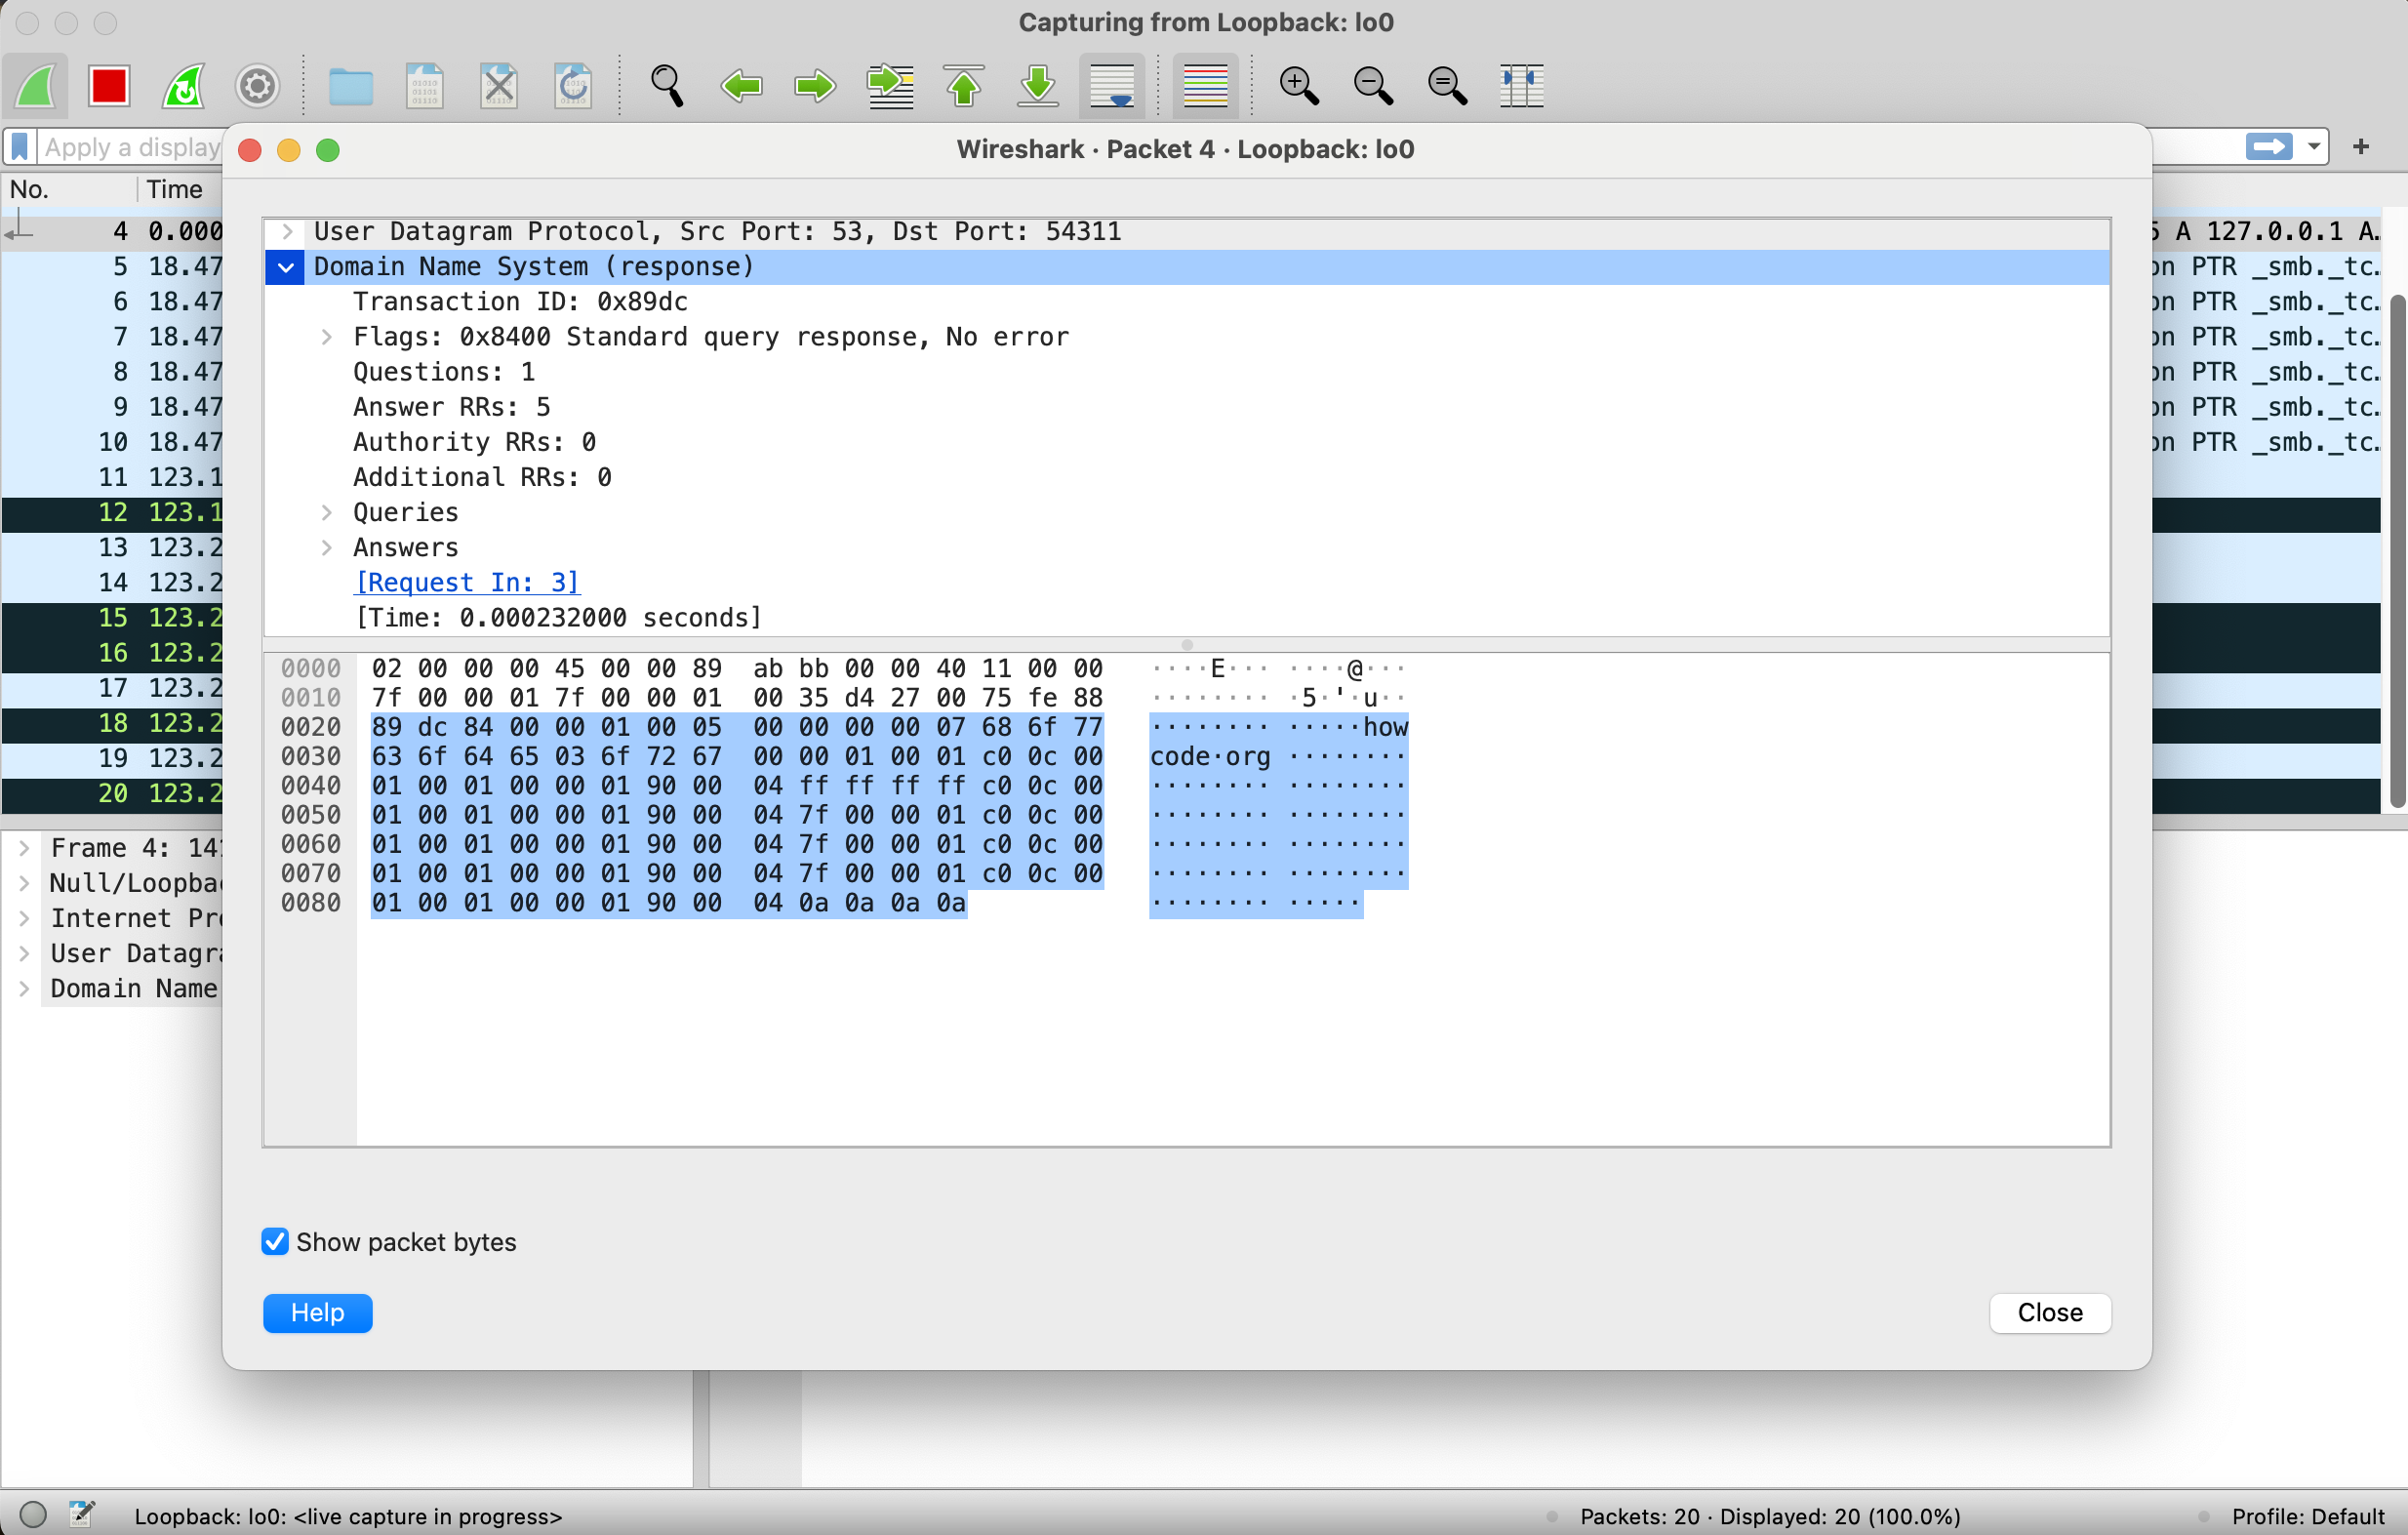 Capturing from Loopback: lo0
Apply a display
Wireshark · Packet 4 · Loopback: lo0
+
No. Time
4 0.000
5 18.47
6 18.47
7 18.47
8 18.47
9 18.47
10 18.47
11 123.1
12 123.1
13 123.2
14 123.2
15 123.2
16 123.2
17 123.2
18 123.2
19 123.2
20 123.2
A 127.0.0.1 A…
on PTR _smb._tc…
on PTR _smb._tc…
on PTR _smb._tc…
on PTR _smb._tc…
on PTR _smb._tc…
on PTR _smb._tc…
User Datagram Protocol, Src Port: 53, Dst Port: 54311
Domain Name System (response)
Transaction ID: 0x89dc
Flags: 0x8400 Standard query response, No error
Questions: 1
Answer RRs: 5
Authority RRs: 0
Additional RRs: 0
Queries
Answers
[Request In: 3]
[Time: 0.000232000 seconds]
0000 02 00 00 00 45 00 00 89 ab bb 00 00 40 11 00 00 ····E··· ····@···
0010 7f 00 00 01 7f 00 00 01 00 35 d4 27 00 75 fe 88 ········ ·5·'·u··
0020 89 dc 84 00 00 01 00 05 00 00 00 00 07 68 6f 77 ········ ·····how
0030 63 6f 64 65 03 6f 72 67 00 00 01 00 01 c0 0c 00 code·org ········
0040 01 00 01 00 00 01 90 00 04 ff ff ff ff c0 0c 00 ········ ········
0050 01 00 01 00 00 01 90 00 04 7f 00 00 01 c0 0c 00 ········ ········
0060 01 00 01 00 00 01 90 00 04 7f 00 00 01 c0 0c 00 ········ ········
0070 01 00 01 00 00 01 90 00 04 7f 00 00 01 c0 0c 00 ········ ········
0080 01 00 01 00 00 01 90 00 04 0a 0a 0a 0a ········ ·····
Frame 4: 141
Null/Loopba
Internet Pr
User Datagr
Domain Name
Show packet bytes
Help
Close
Loopback: lo0: <live capture in progress>
Packets: 20 · Displayed: 20 (100.0%)
Profile: Default